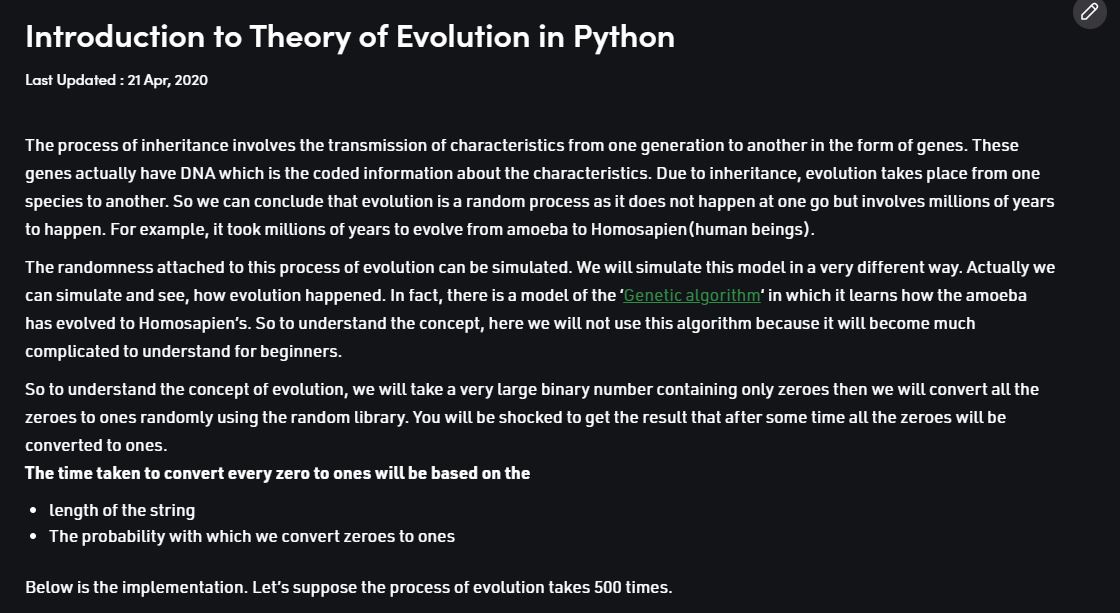 Introduction to Theory of Evolution in Python
Last Updated : 21 Apr, 2020
The process of inheritance involves the transmission of characteristics from one generation to another in the form of genes. These
genes actually have DNA which is the coded information about the characteristics. Due to inheritance, evolution takes place from one
species to another. So we can conclude that evolution is a random process as it does not happen at one go but involves millions of years
to happen. For example, it took millions of years to evolve from amoeba to Homosapien(human beings).
The randomness attached to this process of evolution can be simulated. We will simulate this model in a very different way. Actually we
can simulate and see, how evolution happened. In fact, there is a model of the ‘Genetic algorithm‘ in which it learns how the amoeba
has evolved to Homosapien’s. So to understand the concept, here we will not use this algorithm because it will become much
complicated to understand for beginners.
So to understand the concept of evolution, we will take a very large binary number containing only zeroes then we will convert all the
zeroes to ones randomly using the random library. You will be shocked to get the result that after some time all the zeroes will be
converted to ones.
The time taken to convert every zero to ones will be based on the
• length of the string
• The probability with which we convert zeroes to ones
Below is the implementation. Let’s suppose the process of evolution takes 500 times.